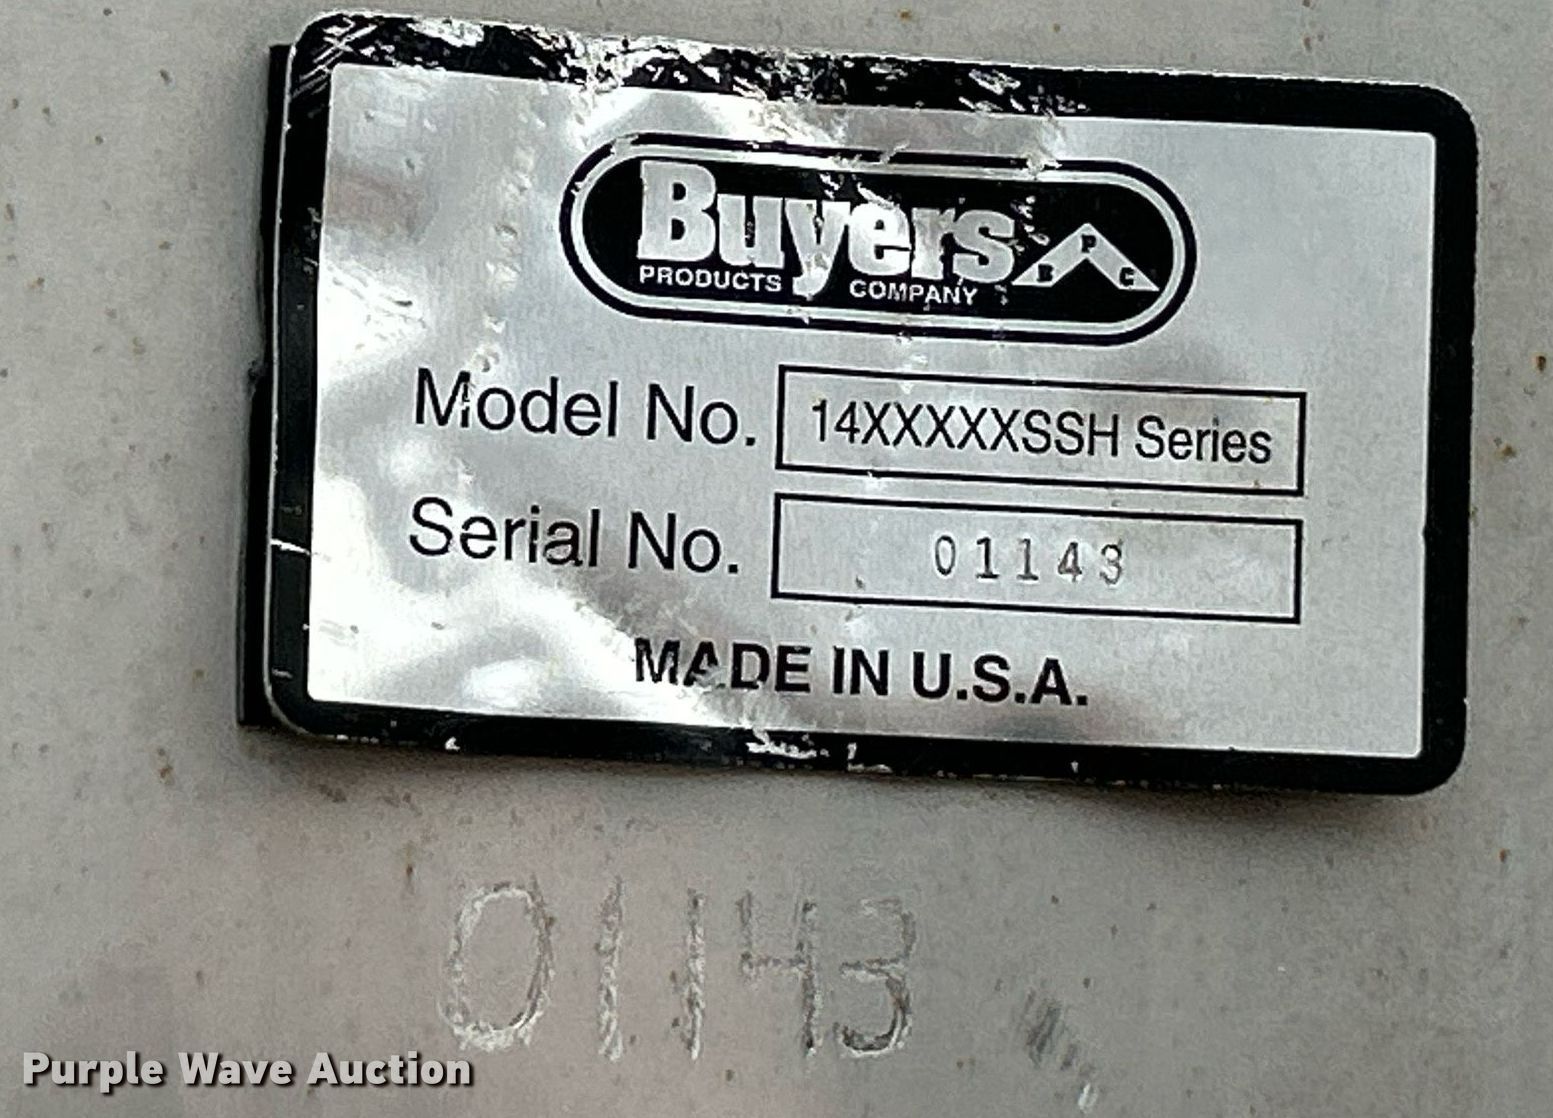 Buyers
PRODUCTS COMPANY
B P C
Model No. 14XXXXXSSH Series
Serial No. 01143
MADE IN U.S.A.
01143
Purple Wave Auction